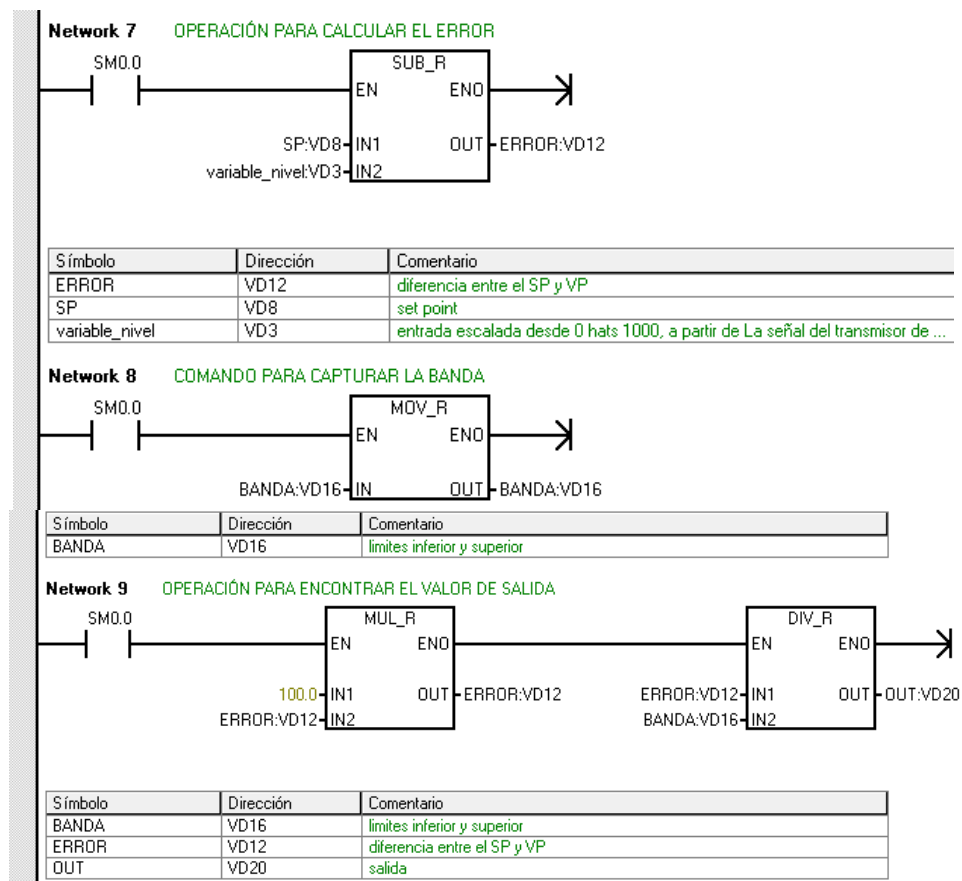 Network 7 OPERACIÓN PARA CALCULAR EL ERROR
SM0.0
SUB_R
EN ENO
SP:VD8 IN1 OUT ERROR:VD12
variable_nivel:VD3 IN2
Símbolo Dirección Comentario
ERROR VD12 diferencia entre el SP y VP
SP VD8 set point
variable_nivel VD3 entrada escalada desde 0 hats 1000, a partir de La señal del transmisor de ...
Network 8 COMANDO PARA CAPTURAR LA BANDA
SM0.0
MOV_R
EN ENO
BANDA:VD16 IN OUT BANDA:VD16
Símbolo Dirección Comentario
BANDA VD16 limites inferior y superior
Network 9 OPERACIÓN PARA ENCONTRAR EL VALOR DE SALIDA
SM0.0
MUL_R DIV_R
EN ENO EN ENO
100.0 IN1 OUT ERROR:VD12 ERROR:VD12 IN1 OUT OUT:VD20
ERROR:VD12 IN2 BANDA:VD16 IN2
Símbolo Dirección Comentario
BANDA VD16 limites inferior y superior
ERROR VD12 diferencia entre el SP y VP
OUT VD20 salida